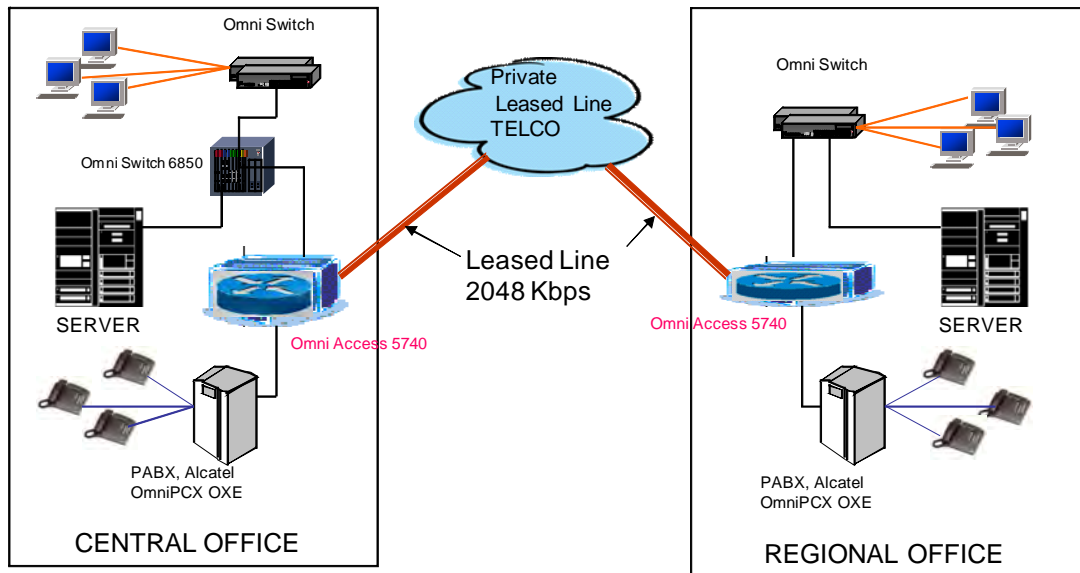 Omni Switch
Omni Switch 6850
SERVER
Omni Access 5740
PABX, Alcatel
OmniPCX OXE
CENTRAL OFFICE
Private
Leased Line
TELCO
Leased Line
2048 Kbps
Omni Switch
Omni Access 5740
SERVER
PABX, Alcatel
OmniPCX OXE
REGIONAL OFFICE